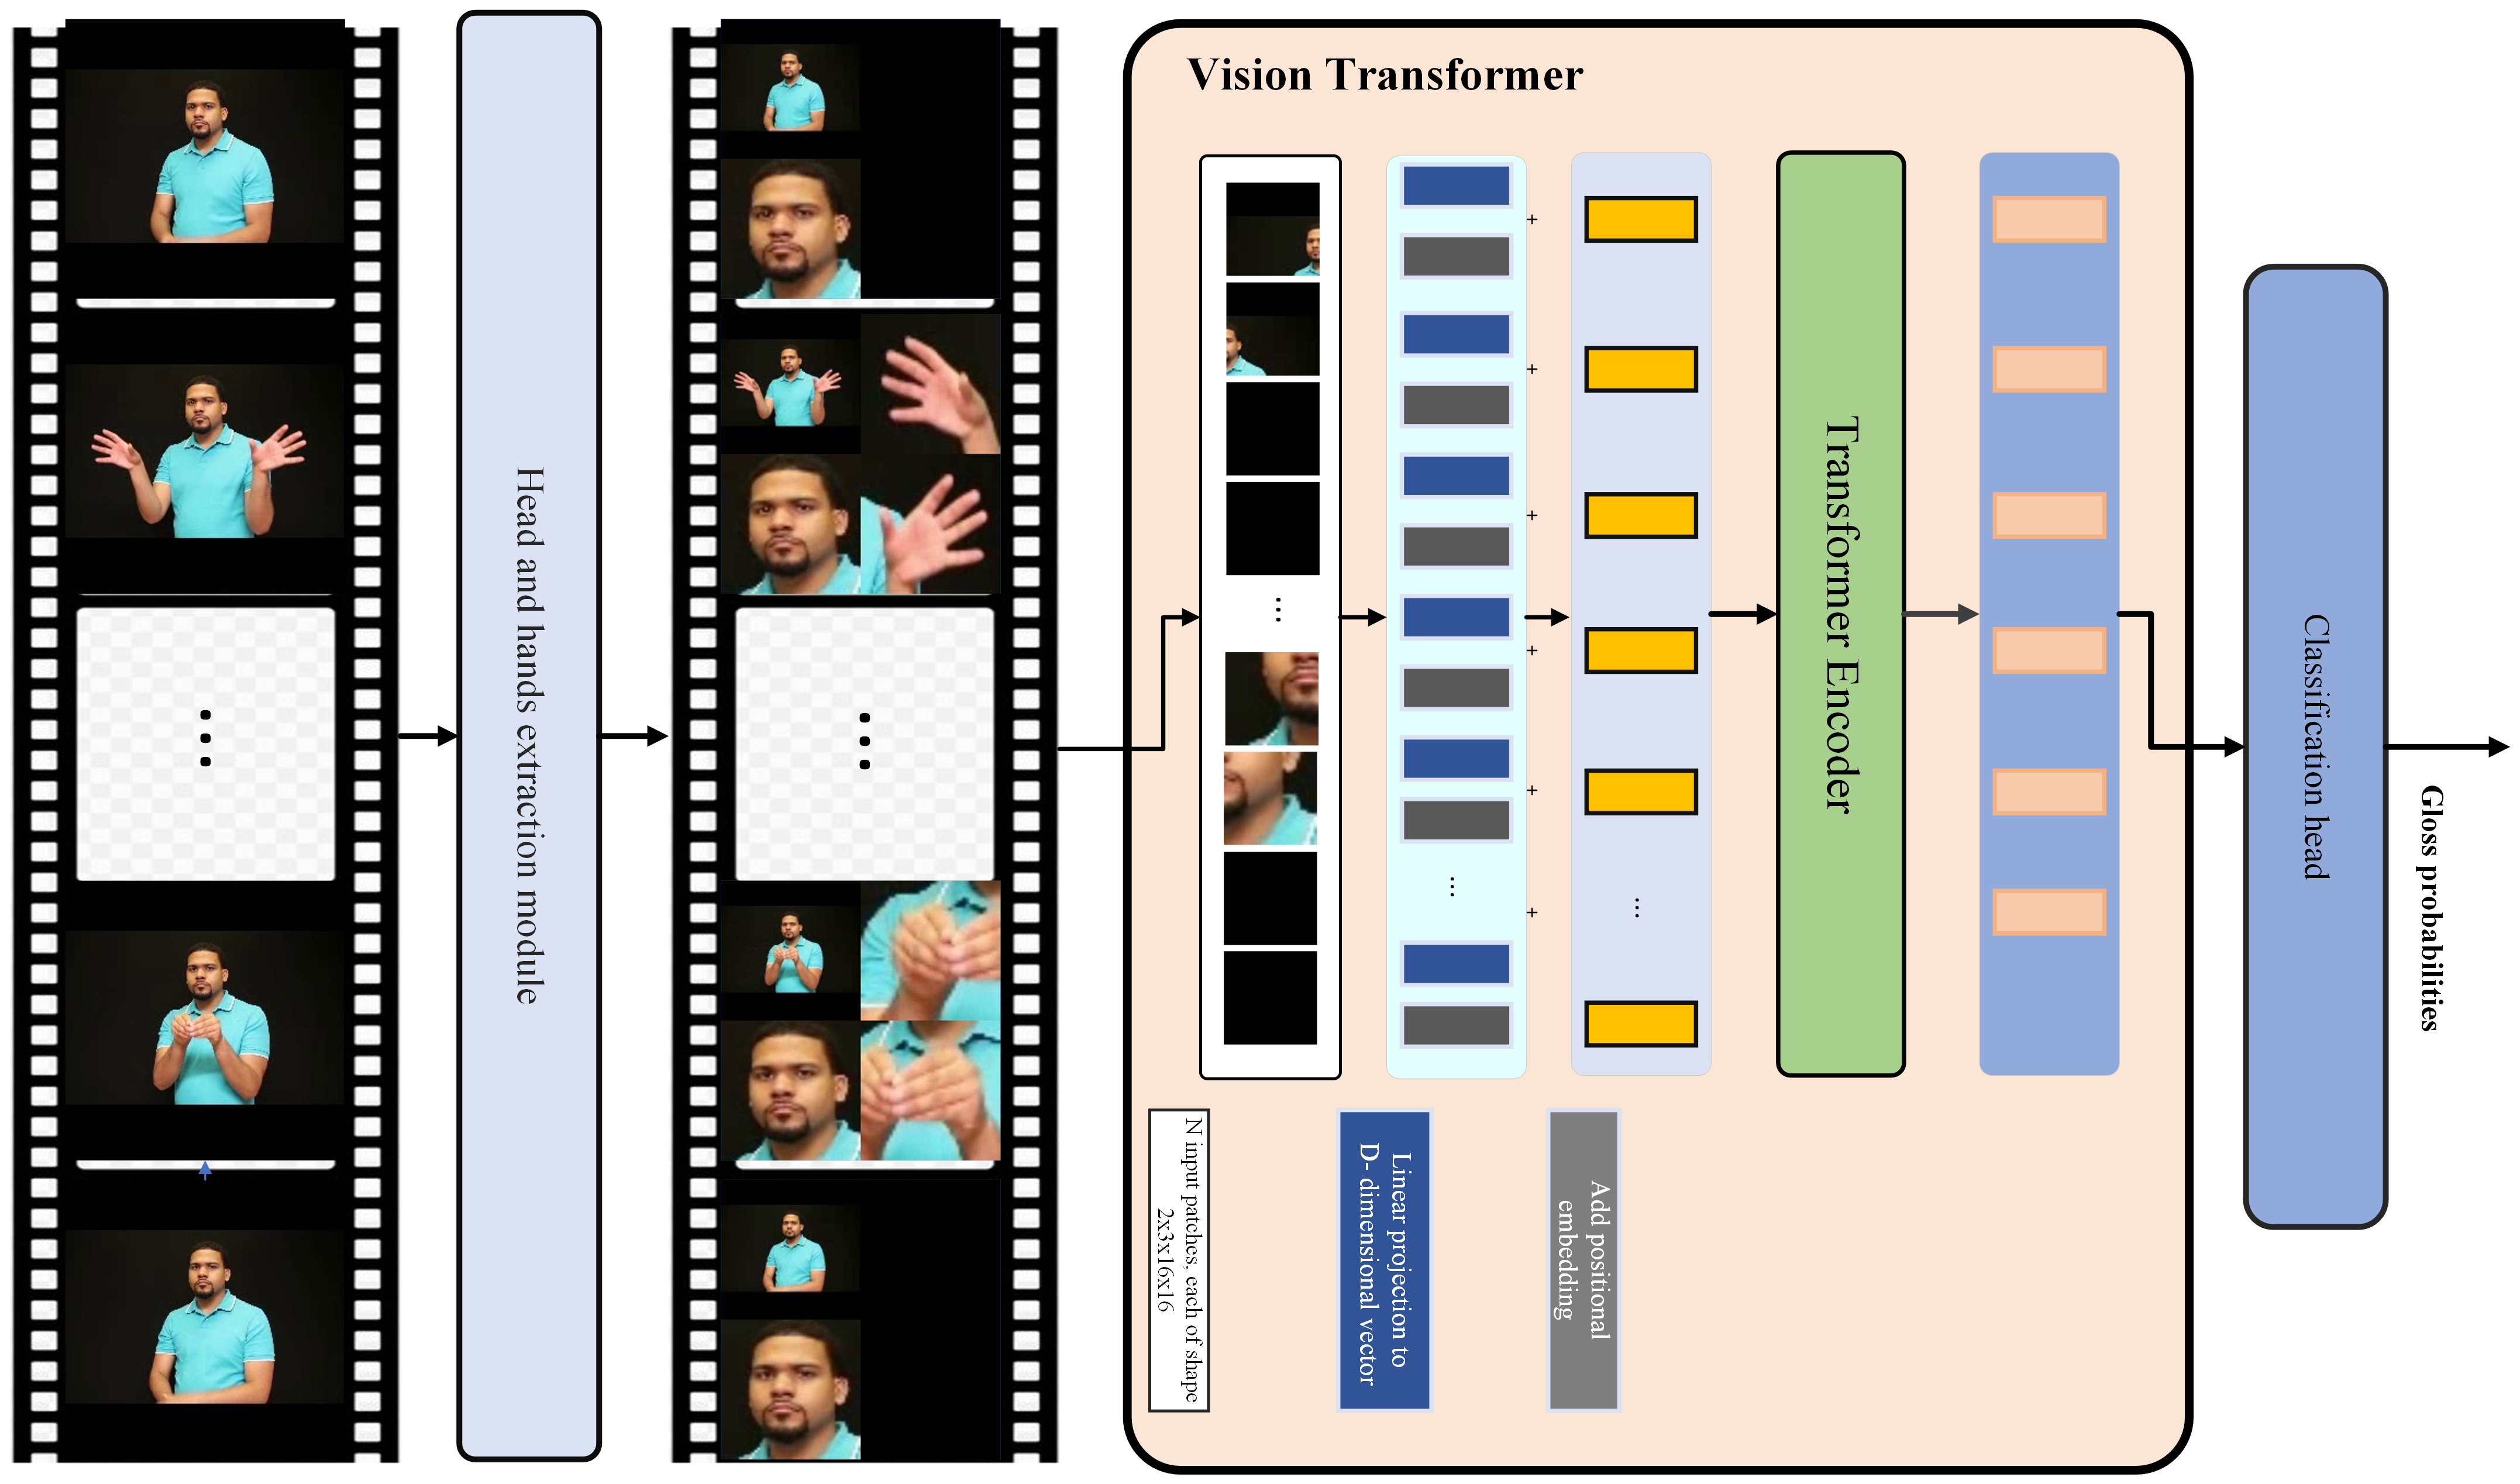 Vision Transformer
Head and hands extraction module
Transformer Encoder
Classification head
Gloss probabilities
N input patches, each of shape
2x3x16x16
Linear projection to
D- dimensional vector
Add positional
embedding
+
+
+
+
+
+
...
...
...
...
...